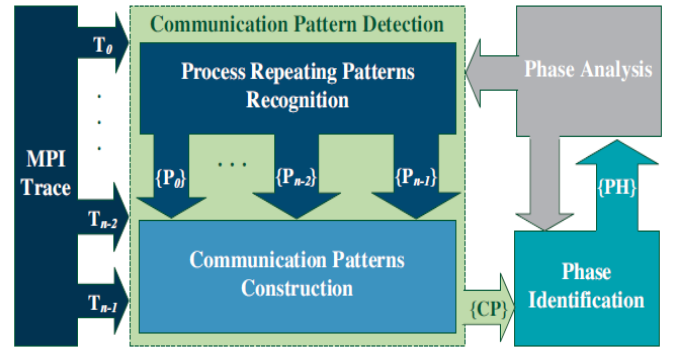 Communication Pattern Detection
T0
Process Repeating Patterns
Recognition
Phase Analysis
. . .
MPI
Trace
{P0}
. . .
{Pn-2}
{Pn-1}
{PH}
Tn-2
Communication Patterns
Construction
Tn-1
{CP}
Phase
Identification